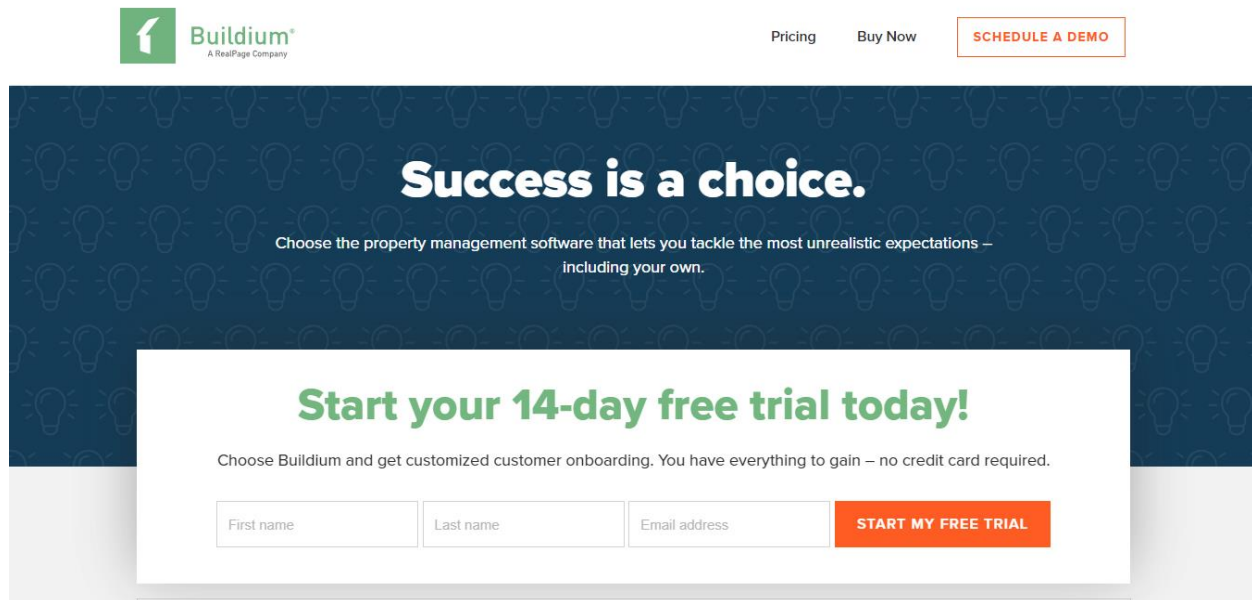 Buildium®
A RealPage Company
Pricing
Buy Now
SCHEDULE A DEMO
Success is a choice.
Choose the property management software that lets you tackle the most unrealistic expectations –
including your own.
Start your 14-day free trial today!
Choose Buildium and get customized customer onboarding. You have everything to gain – no credit card required.
First name
Last name
Email address
START MY FREE TRIAL